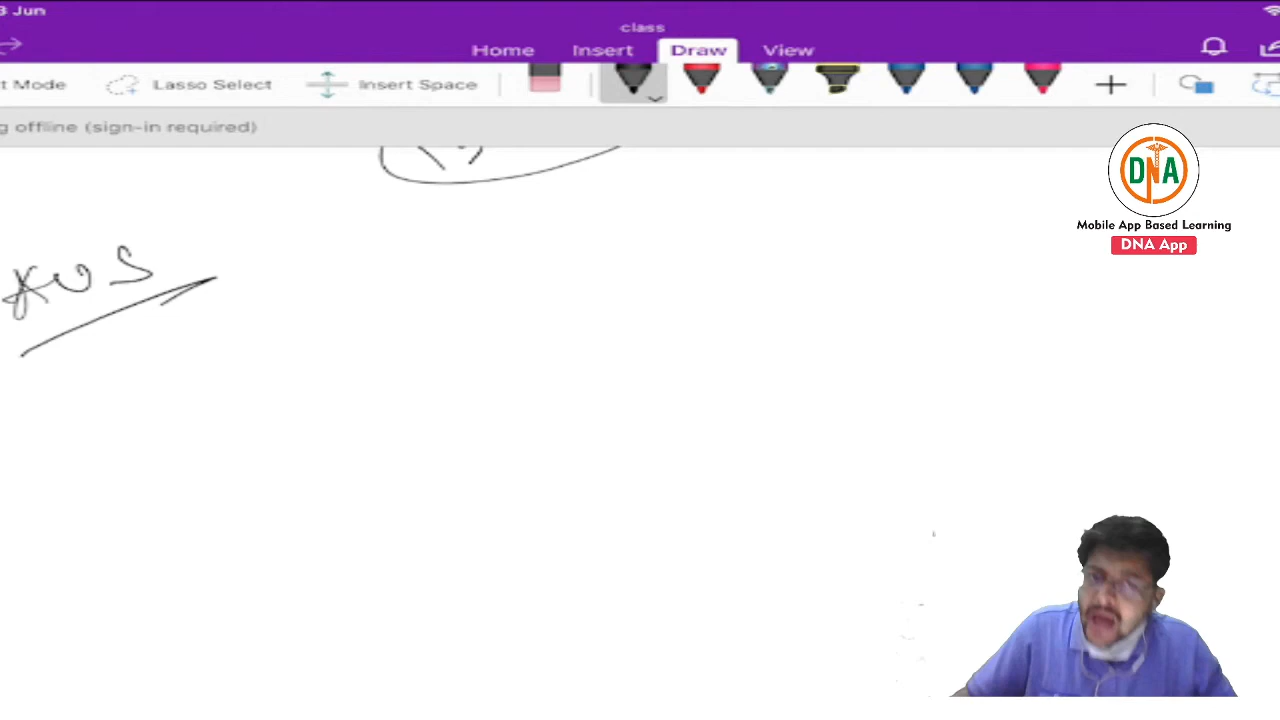 3 Jun
class
Home Insert Draw View
t Mode Lasso Select Insert Space
g offline (sign-in required)
DNA
Mobile App Based Learning
DNA App
KUS